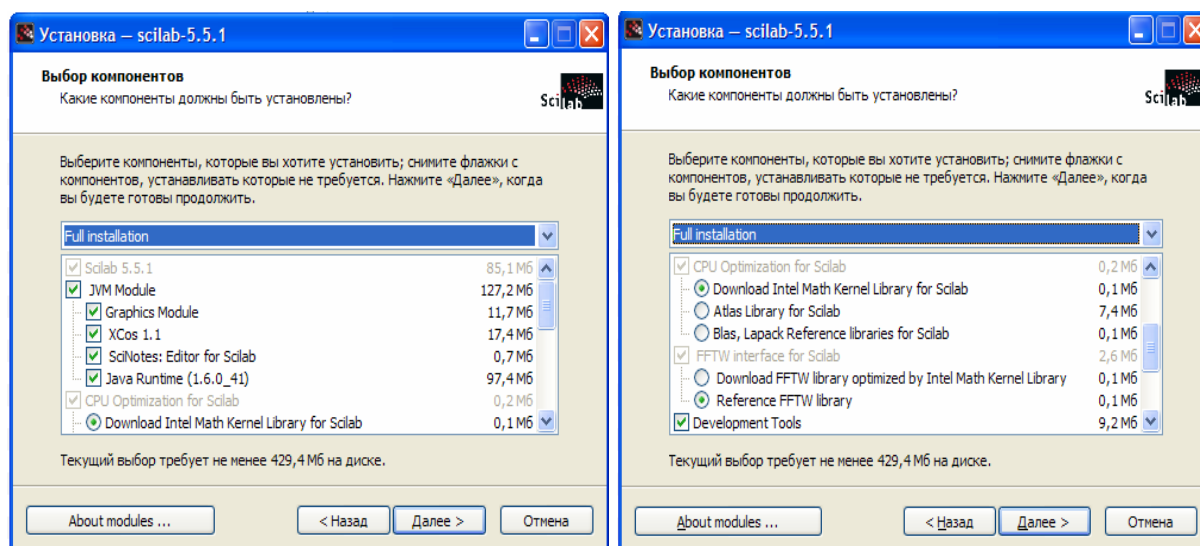 Установка — scilab-5.5.1
Выбор компонентов
Какие компоненты должны быть установлены?
Scilab
Выберите компоненты, которые вы хотите установить; снимите флажки с
компонентов, устанавливать которые не требуется. Нажмите «Далее», когда
вы будете готовы продолжить.
Full installation
Scilab 5.5.1 85,1 Мб
JVM Module 127,2 Мб
Graphics Module 11,7 Мб
XCos 1.1 17,4 Мб
SciNotes: Editor for Scilab 0,7 Мб
Java Runtime (1.6.0_41) 97,4 Мб
CPU Optimization for Scilab 0,2 Мб
Download Intel Math Kernel Library for Scilab 0,1 Мб
Текущий выбор требует не менее 429,4 Мб на диске.
About modules ... < Назад Далее > Отмена
Установка — scilab-5.5.1
Выбор компонентов
Какие компоненты должны быть установлены?
Scilab
Выберите компоненты, которые вы хотите установить; снимите флажки с
компонентов, устанавливать которые не требуется. Нажмите «Далее», когда
вы будете готовы продолжить.
Full installation
CPU Optimization for Scilab 0,2 Мб
Download Intel Math Kernel Library for Scilab 0,1 Мб
Atlas Library for Scilab 7,4 Мб
Blas, Lapack Reference libraries for Scilab 0,1 Мб
FFTW interface for Scilab 2,6 Мб
Download FFTW library optimized by Intel Math Kernel Library 0,1 Мб
Reference FFTW library 0,1 Мб
Development Tools 9,2 Мб
Текущий выбор требует не менее 429,4 Мб на диске.
About modules ... < Назад Далее > Отмена